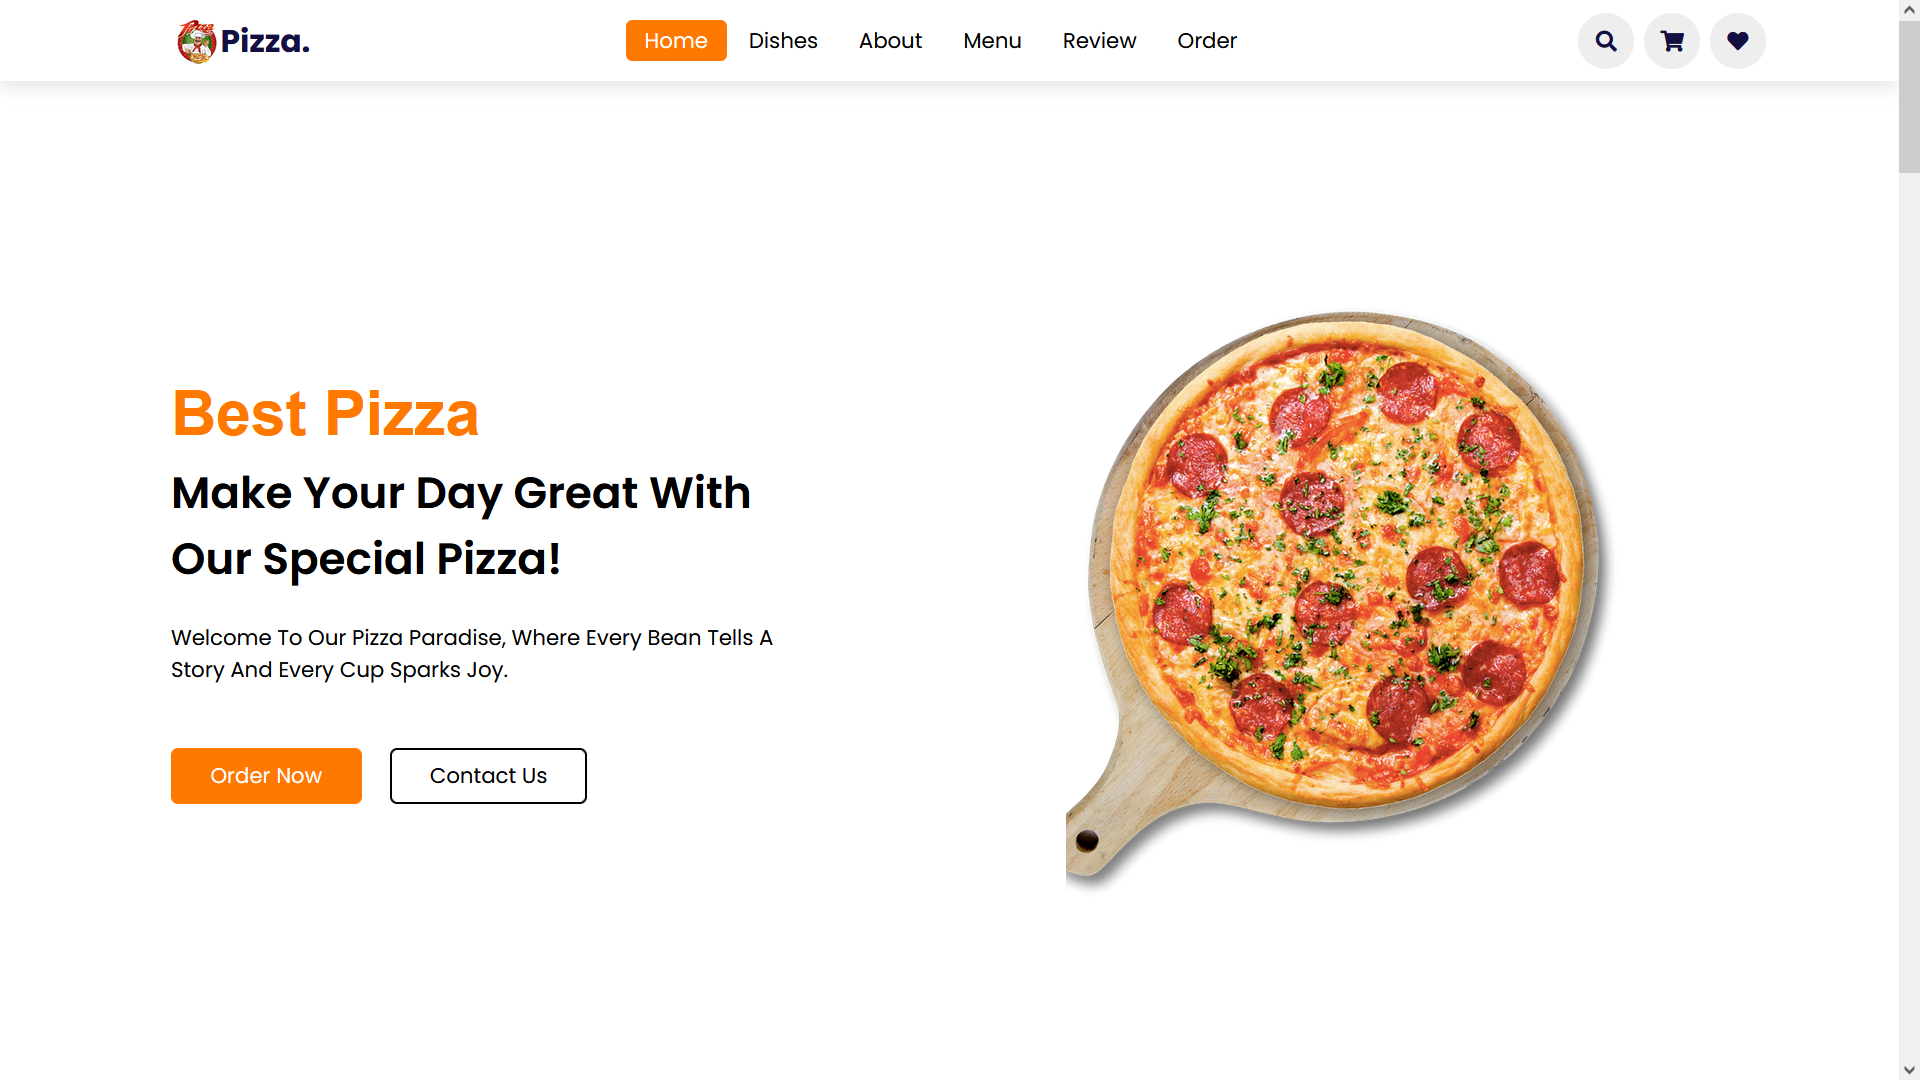 Pizza.
Home
Dishes
About
Menu
Review
Order
Best Pizza
Make Your Day Great With
Our Special Pizza!
Welcome To Our Pizza Paradise, Where Every Bean Tells A
Story And Every Cup Sparks Joy.
Order Now
Contact Us